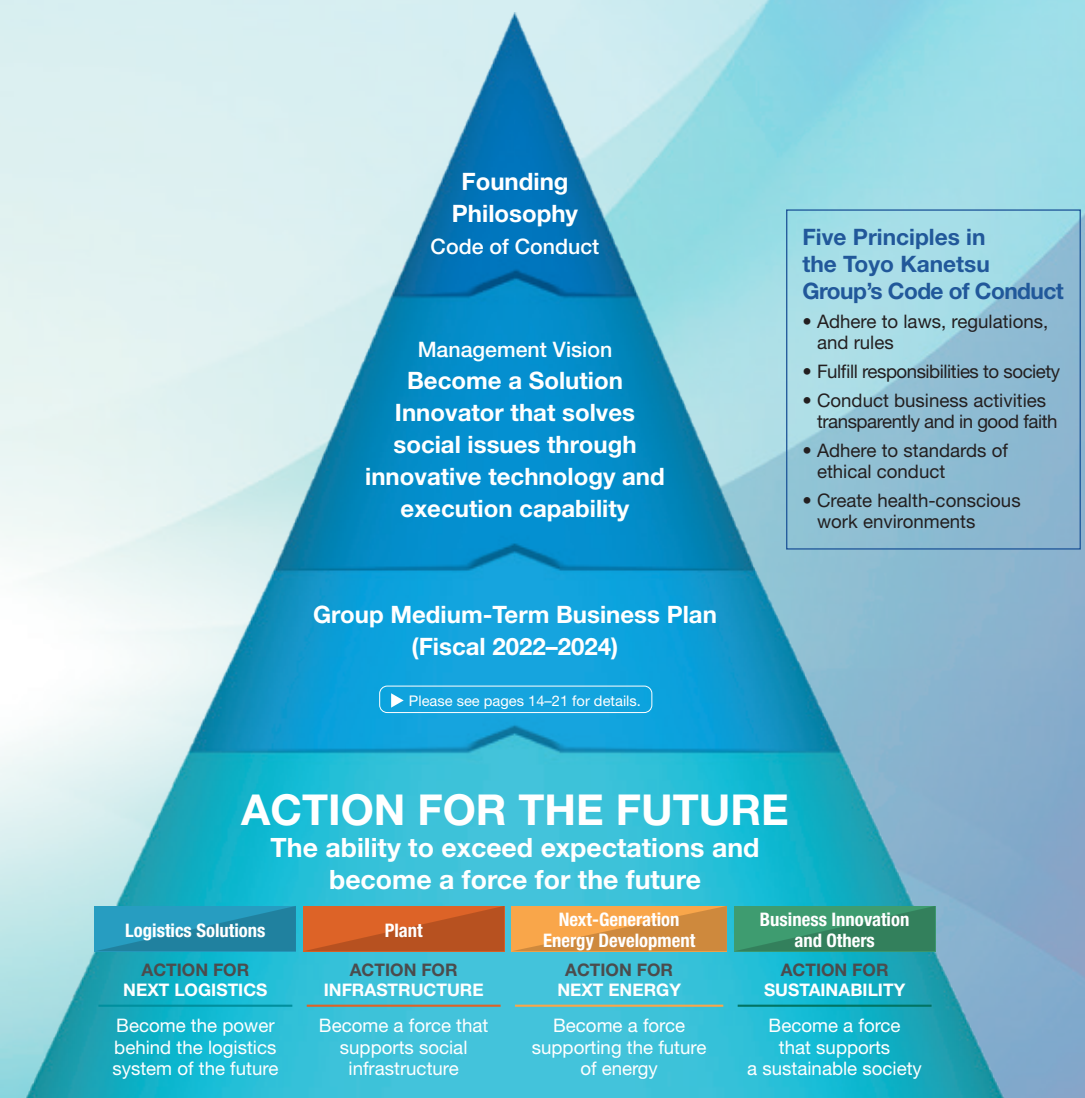 Founding
Philosophy
Code of Conduct
Management Vision
Become a Solution
Innovator that solves
social issues through
innovative technology and
execution capability
Group Medium-Term Business Plan
(Fiscal 2022–2024)
▶ Please see pages 14–21 for details.
ACTION FOR THE FUTURE
The ability to exceed expectations and
become a force for the future
Logistics Solutions
ACTION FOR
NEXT LOGISTICS
Become the power
behind the logistics
system of the future
Plant
ACTION FOR
INFRASTRUCTURE
Become a force that
supports social
infrastructure
Next-Generation
Energy Development
ACTION FOR
NEXT ENERGY
Become a force
supporting the future
of energy
Business Innovation
and Others
ACTION FOR
SUSTAINABILITY
Become a force
that supports
a sustainable society
Five Principles in
the Toyo Kanetsu
Group's Code of Conduct
• Adhere to laws, regulations,
and rules
• Fulfill responsibilities to society
• Conduct business activities
transparently and in good faith
• Adhere to standards of
ethical conduct
• Create health-conscious
work environments